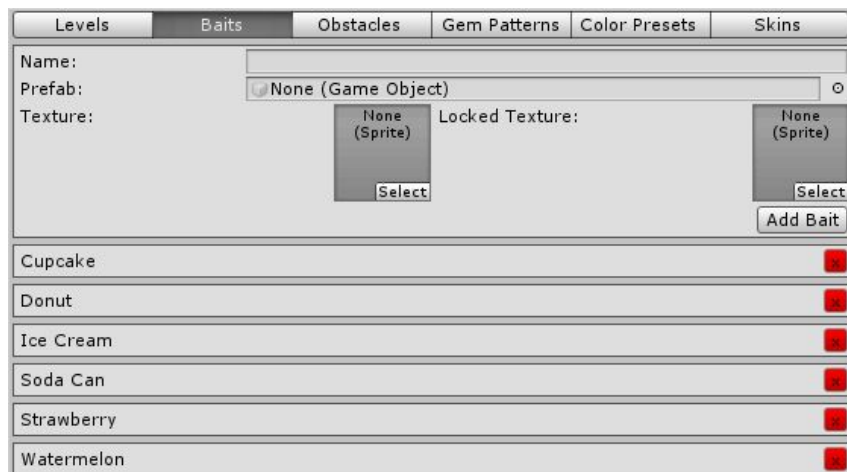 Levels Baits Obstacles Gem Patterns Color Presets Skins
Name:
Prefab: None (Game Object)
Texture: None (Sprite) Select Locked Texture: None (Sprite) Select
Add Bait
Cupcake x
Donut x
Ice Cream x
Soda Can x
Strawberry x
Watermelon x